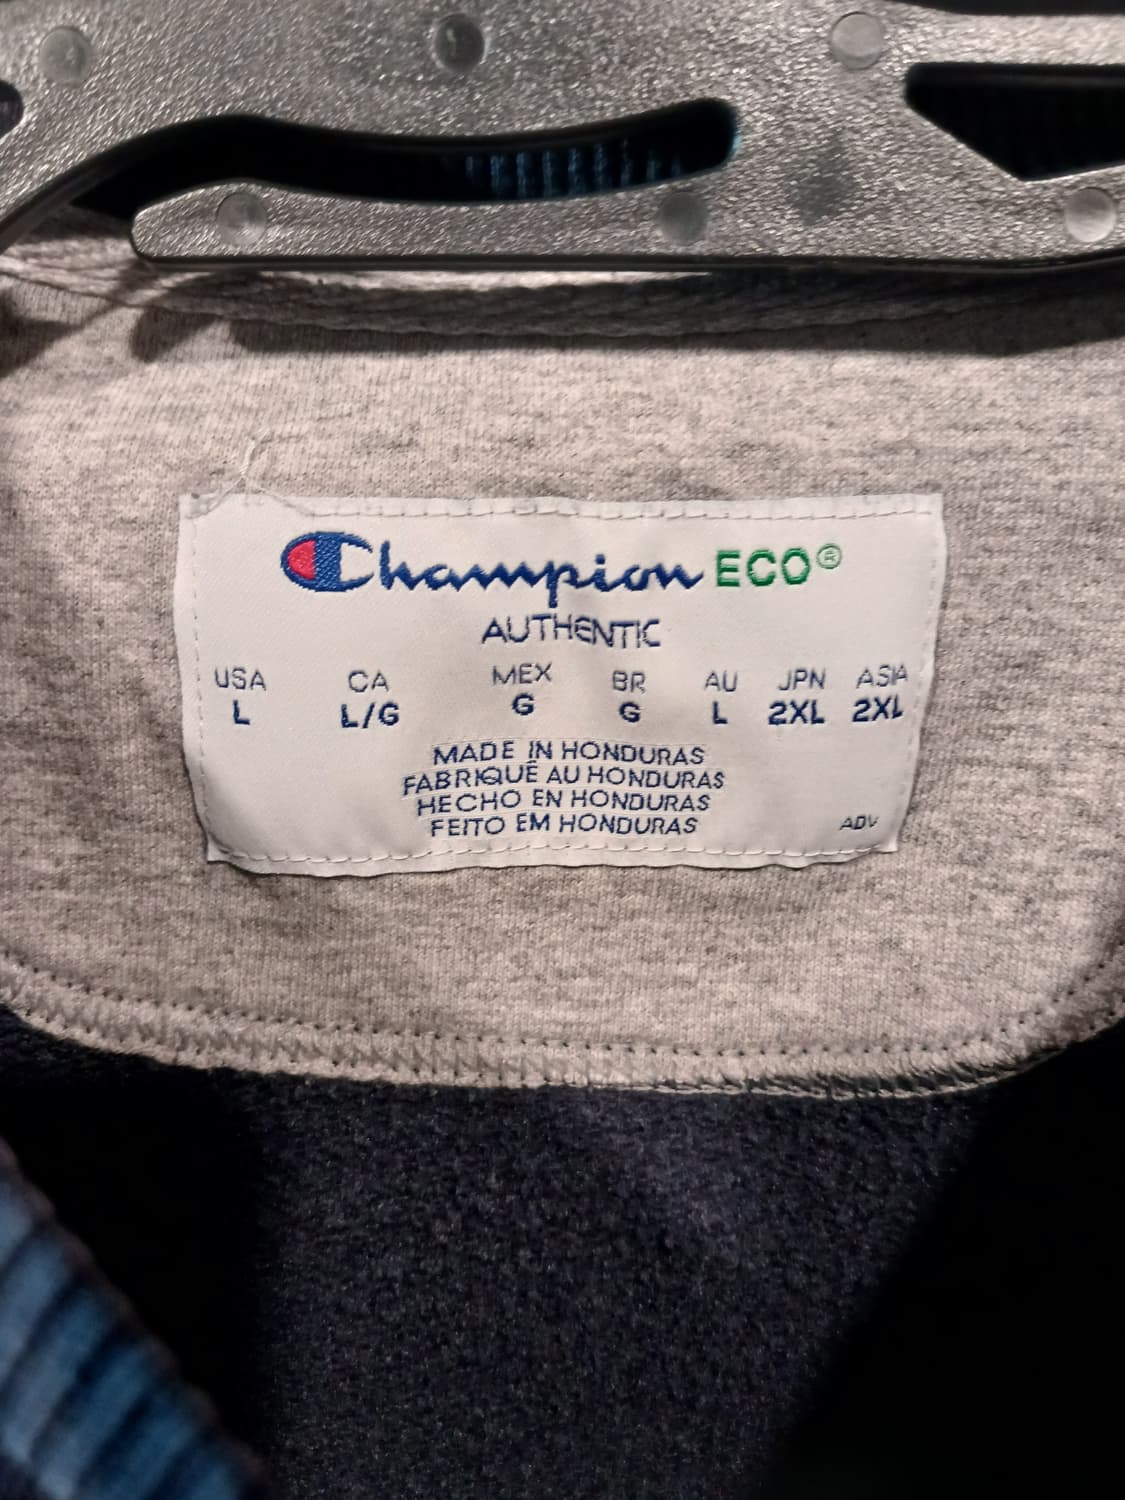 Champion ECO®
AUTHENTIC
USA CA MEX BR AU JPN ASIA
L L/G G G L 2XL 2XL
MADE IN HONDURAS
FABRIQUÉ AU HONDURAS
HECHO EN HONDURAS
FEITO EM HONDURAS
ADV